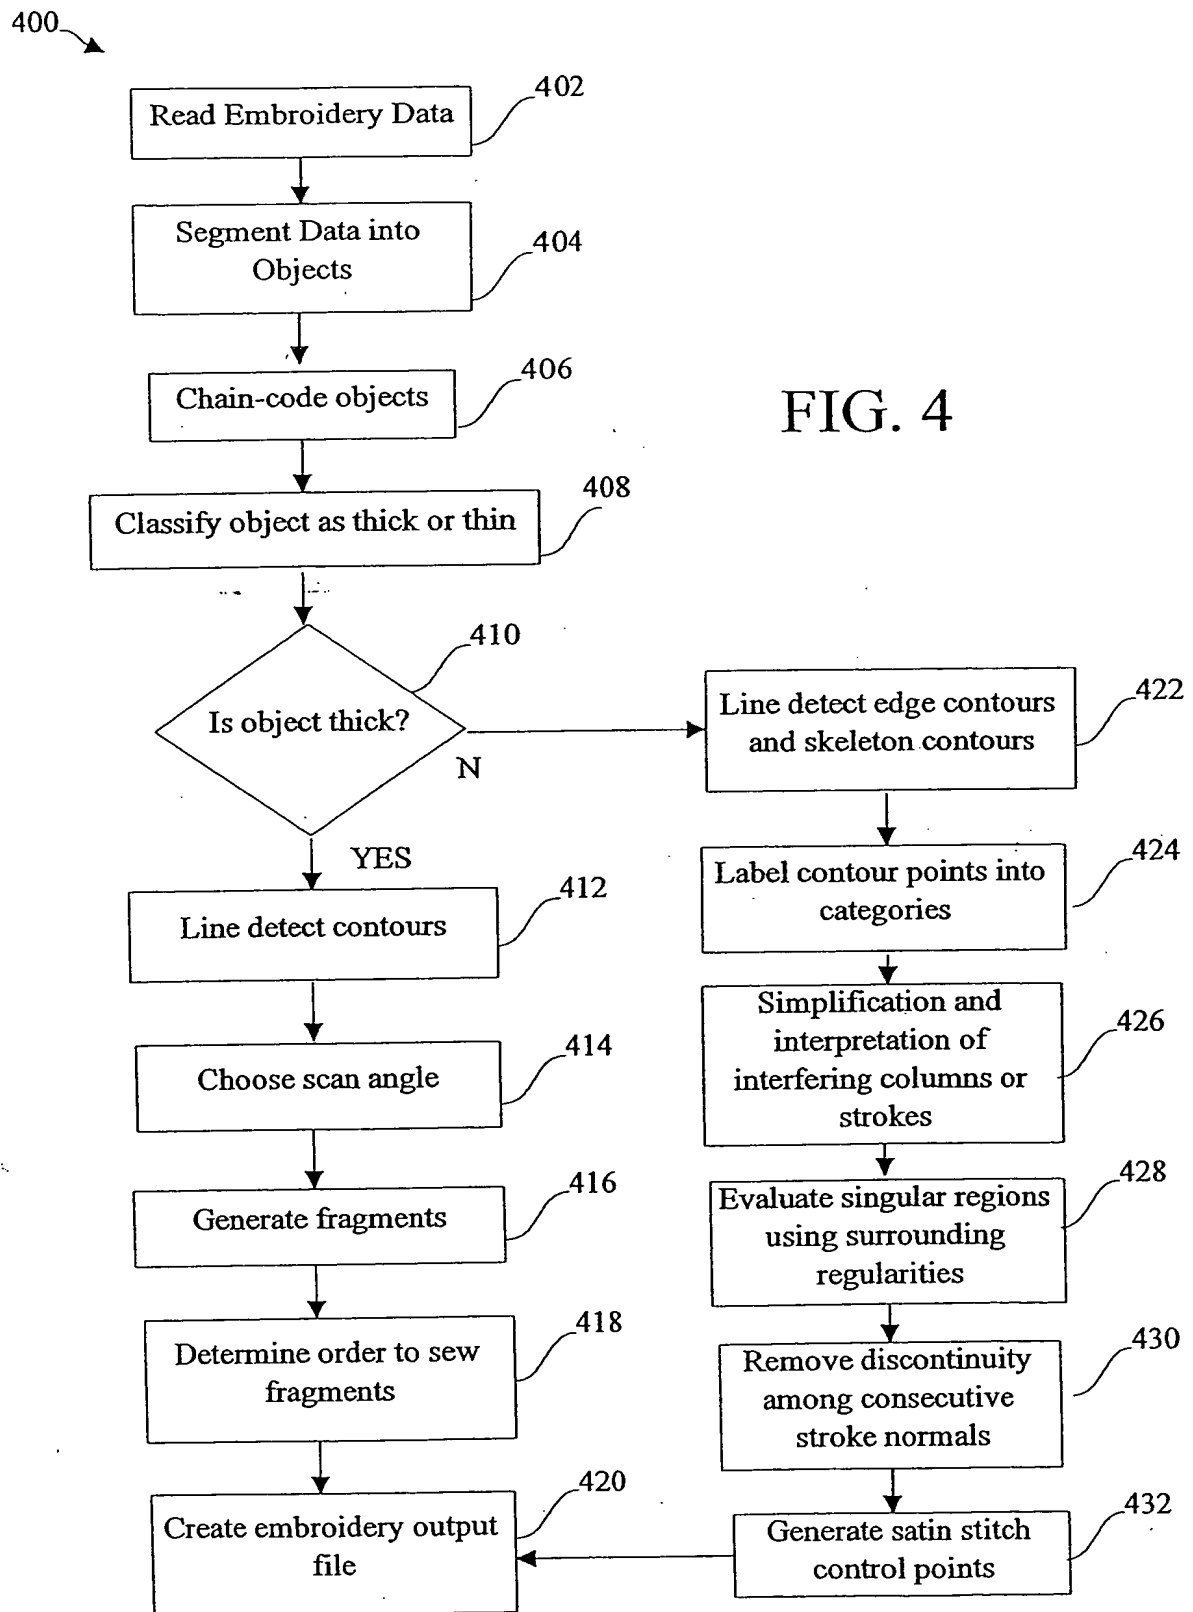 400
402
Read Embroidery Data
Segment Data into
Objects
404
406
Chain-code objects
FIG. 4
408
Classify object as thick or thin
410
Is object thick?
N
YES
412
Line detect contours
414
Choose scan angle
416
Generate fragments
418
Determine order to sew
fragments
420
Create embroidery output
file
422
Line detect edge contours
and skeleton contours
424
Label contour points into
categories
426
Simplification and
interpretation of
interfering columns or
strokes
428
Evaluate singular regions
using surrounding
regularities
430
Remove discontinuity
among consecutive
stroke normals
432
Generate satin stitch
control points